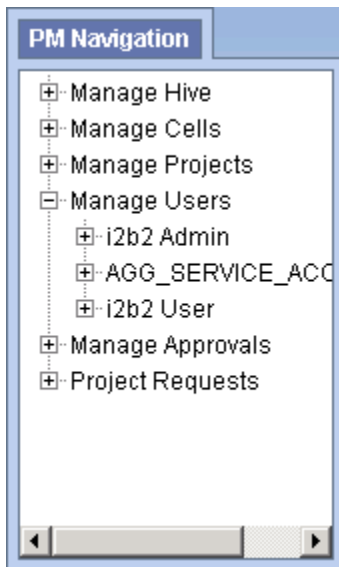 PM Navigation
Manage Hive
Manage Cells
Manage Projects
Manage Users
i2b2 Admin
AGG_SERVICE_ACC
i2b2 User
Manage Approvals
Project Requests